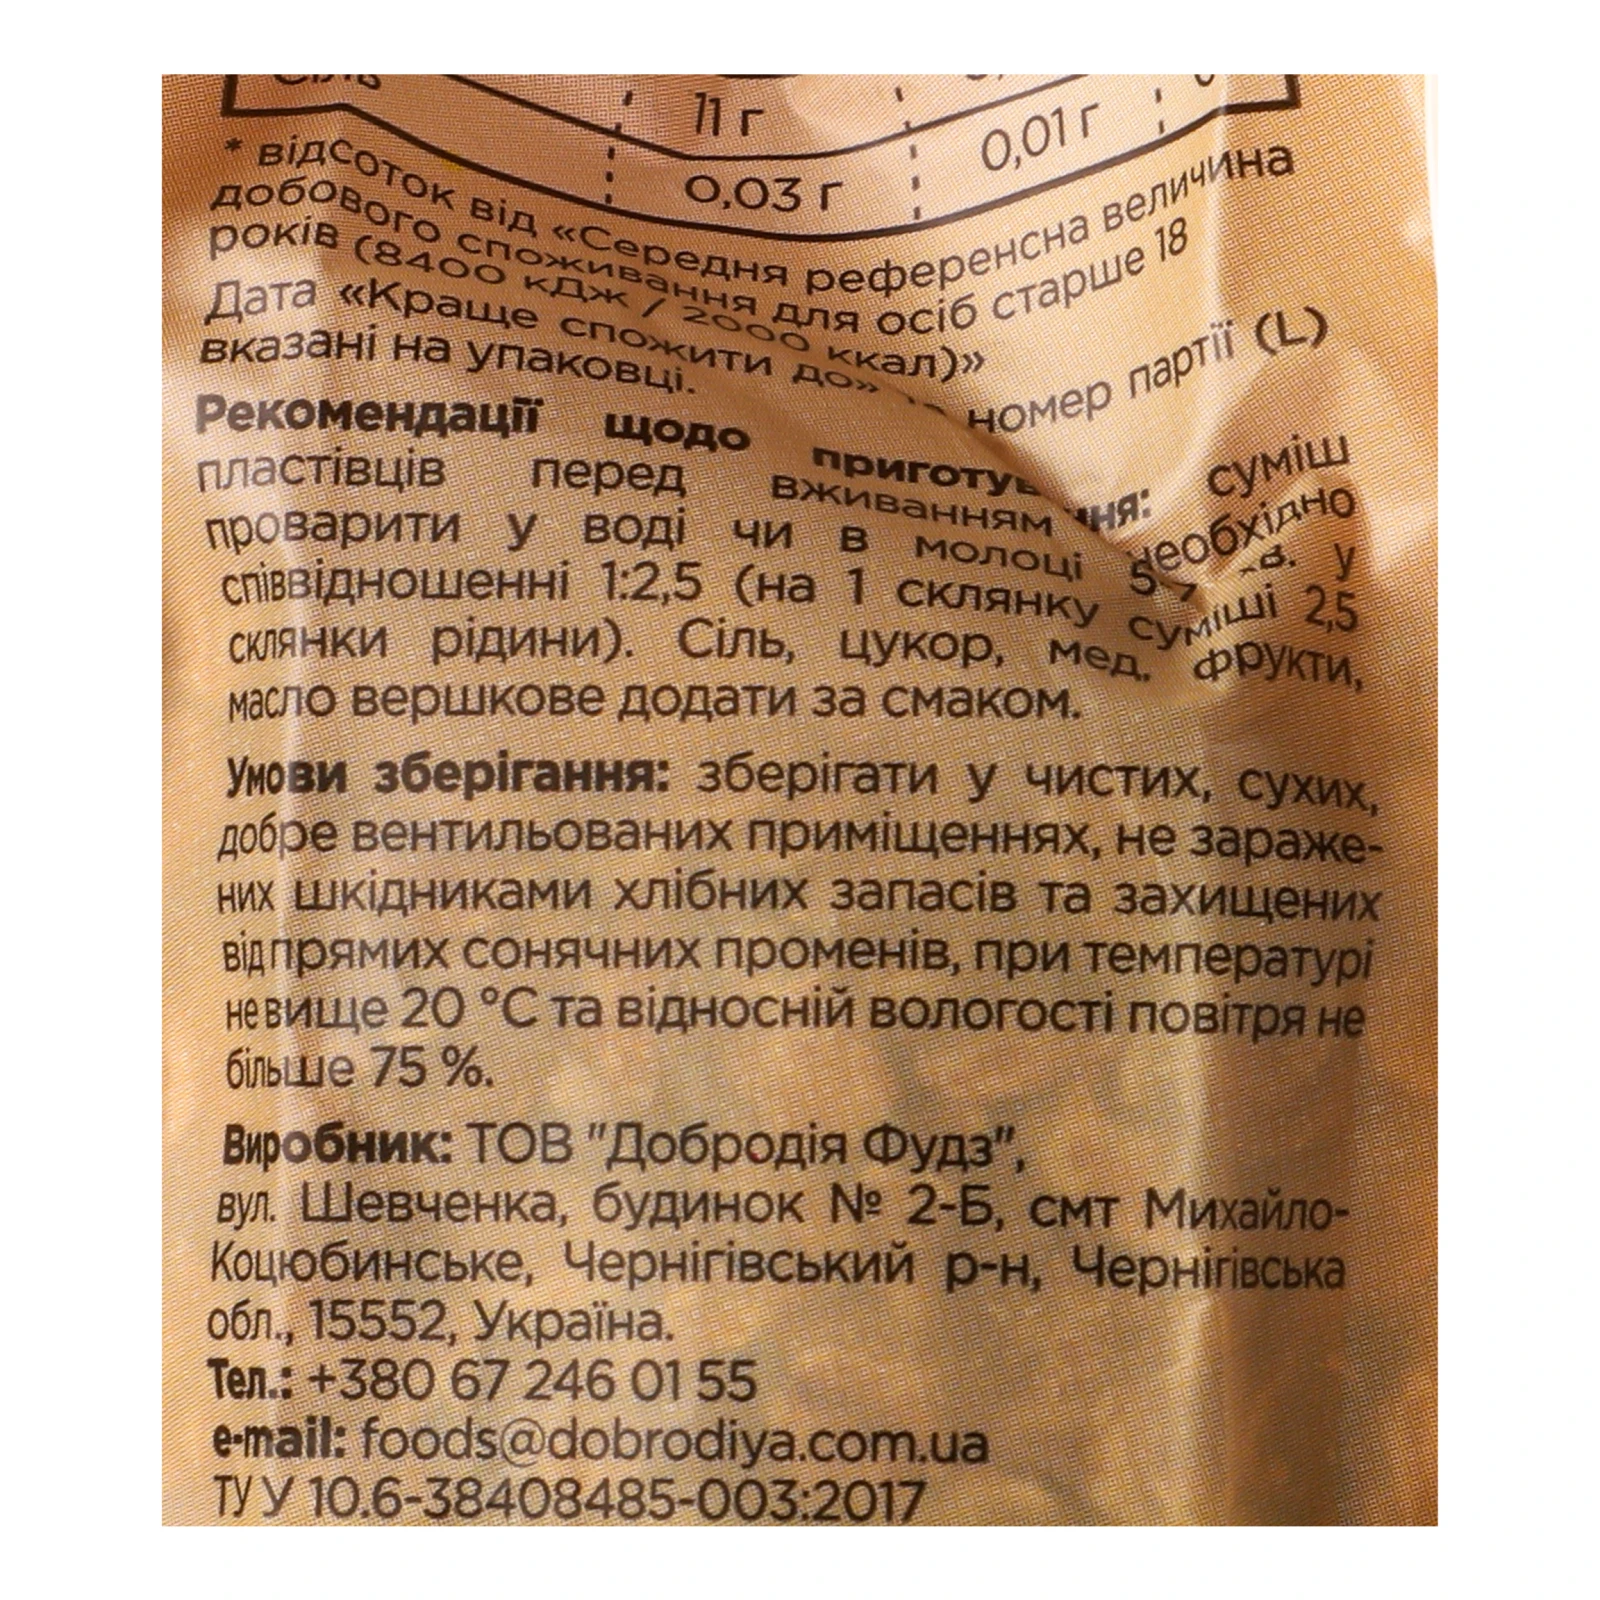 Сіль
11 г
0,03 г 0,01 г
* відсоток від «Середня референсна величина
добового споживання для осіб старше 18
років (8400 кДж / 2000 ккал)»
Дата «Краще спожити до» номер партії (L)
вказані на упаковці.
Рекомендації щодо суміш
пластівців перед вживанням необхідно
проварити у воді чи в молоці 5-7 у
співвідношенні 1:2,5 (на 1 склянку суміші 2,5
склянки рідини). Сіль, цукор, мед, фрукти,
масло вершкове додати за смаком.
Умови зберігання: зберігати у чистих, сухих,
добре вентильованих приміщеннях, не зараже-
них шкідниками хлібних запасів та захищених
від прямих сонячних променів, при температурі
не вище 20 °С та відносній вологості повітря не
більше 75 %.
Виробник: ТОВ "Добродія Фудз",
вул. Шевченка, будинок № 2-Б, смт Михайло-
Коцюбинське, Чернігівський р-н, Чернігівська
обл., 15552, Україна.
Тел.: +380 67 246 01 55
e-mail: foods@dobrodiya.com.ua
ТУ У 10.6-38408485-003:2017